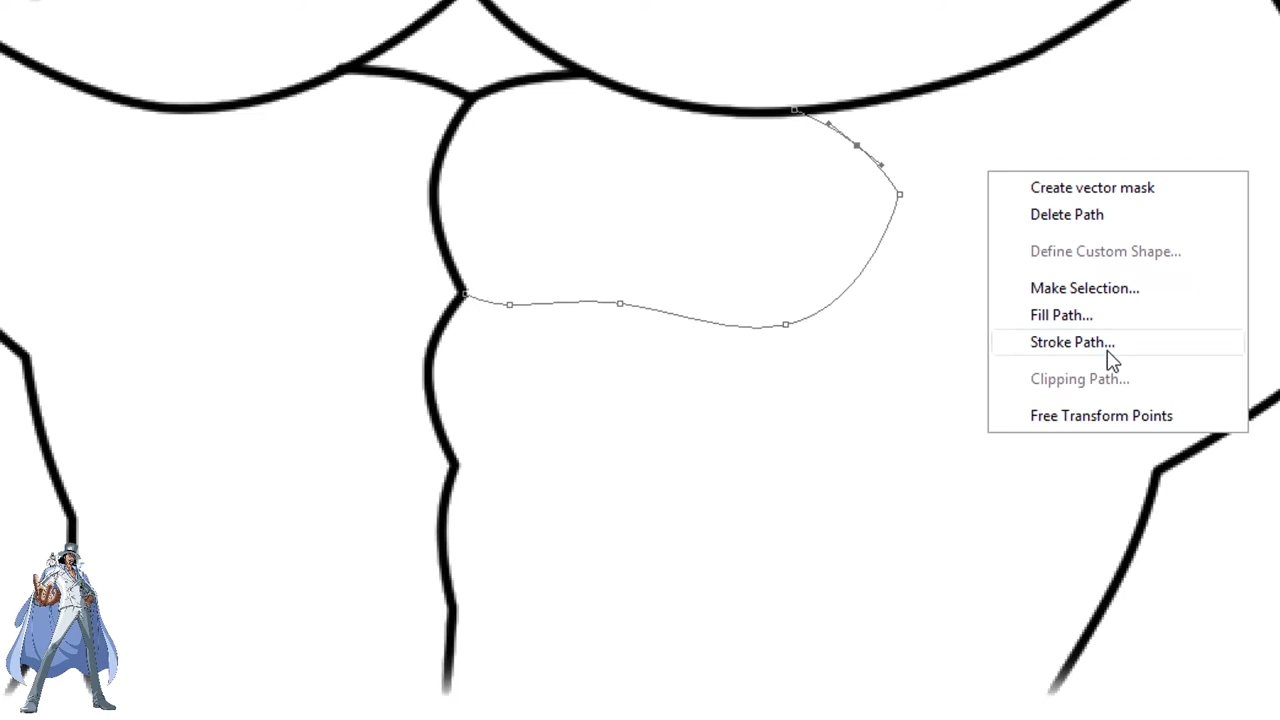 Create vector mask
Delete Path
Define Custom Shape...
Make Selection...
Fill Path...
Stroke Path...
Clipping Path...
Free Transform Points